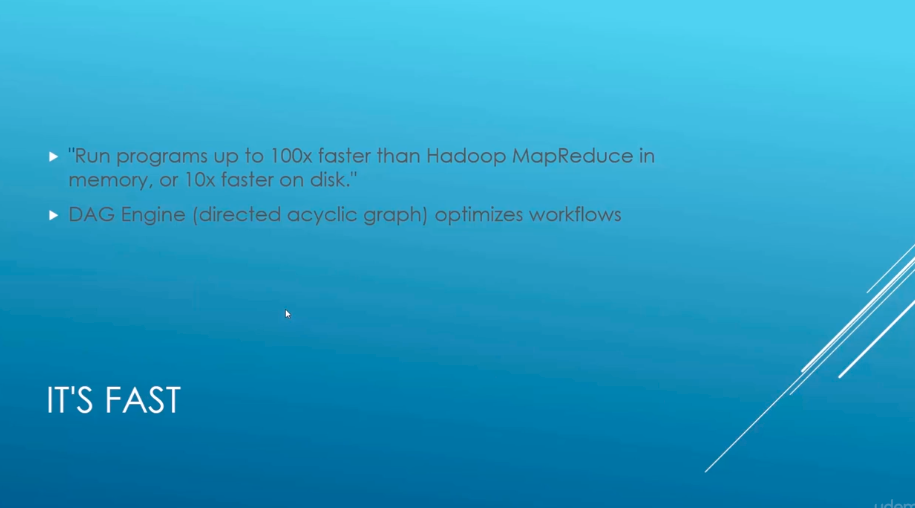 "Run programs up to 100x faster than Hadoop MapReduce in
memory, or 10x faster on disk."
DAG Engine (directed acyclic graph) optimizes workflows
IT'S FAST